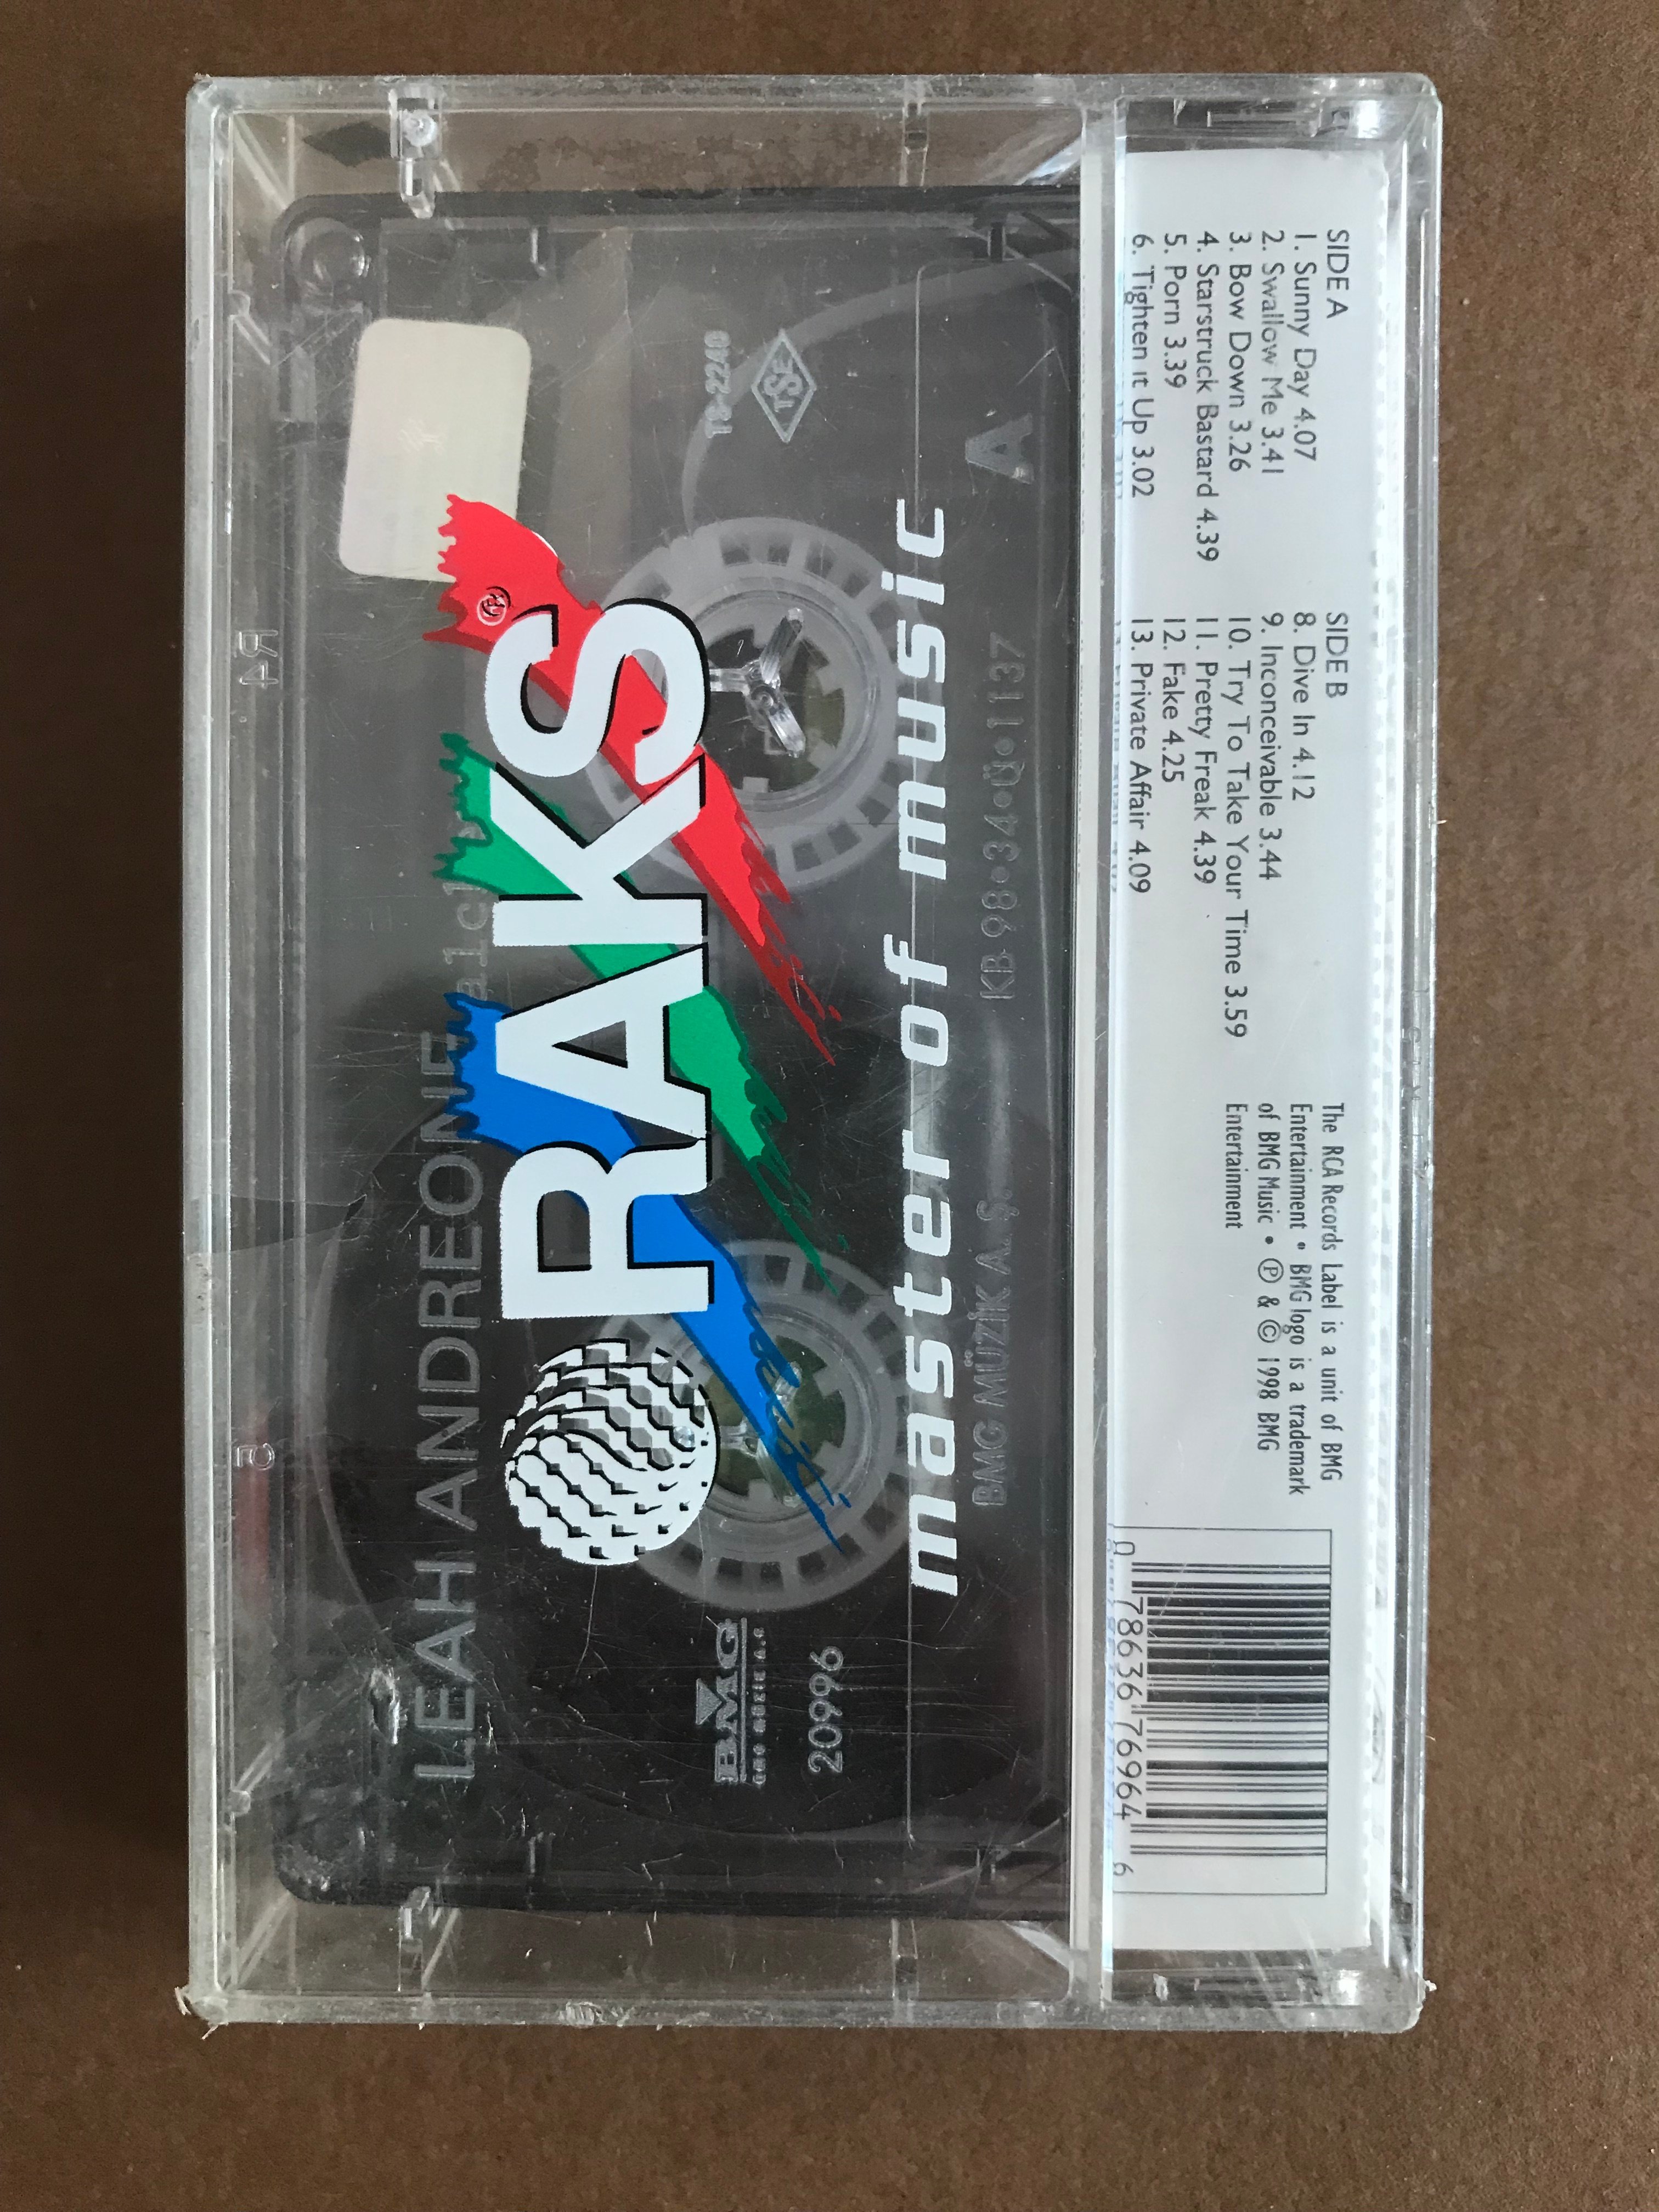 SIDE A
1. Sunny Day 4.07
2. Swallow Me 3.41
3. Bow Down 3.26
4. Starstruck Bastard 4.39
5. Porn 3.39
6. Tighten it Up 3.02
SIDE B
8. Dive In 4.12
9. Inconceivable 3.44
10. Try To Take Your Time 3.59
11. Pretty Freak 4.39
12. Fake 4.25
13. Private Affair 4.09
The RCA Records Label is a unit of BMG
Entertainment • BMG logo is a trademark
of BMG Music • ℗ & © 1998 BMG
Entertainment
0 78636 76964 6
KB 98•34•Ü•1137
BMG MÜZİK A.Ş.
A
master of music
TSE
TS-2240
20996
BMG
RAKS
®
LEAH ANDREONE